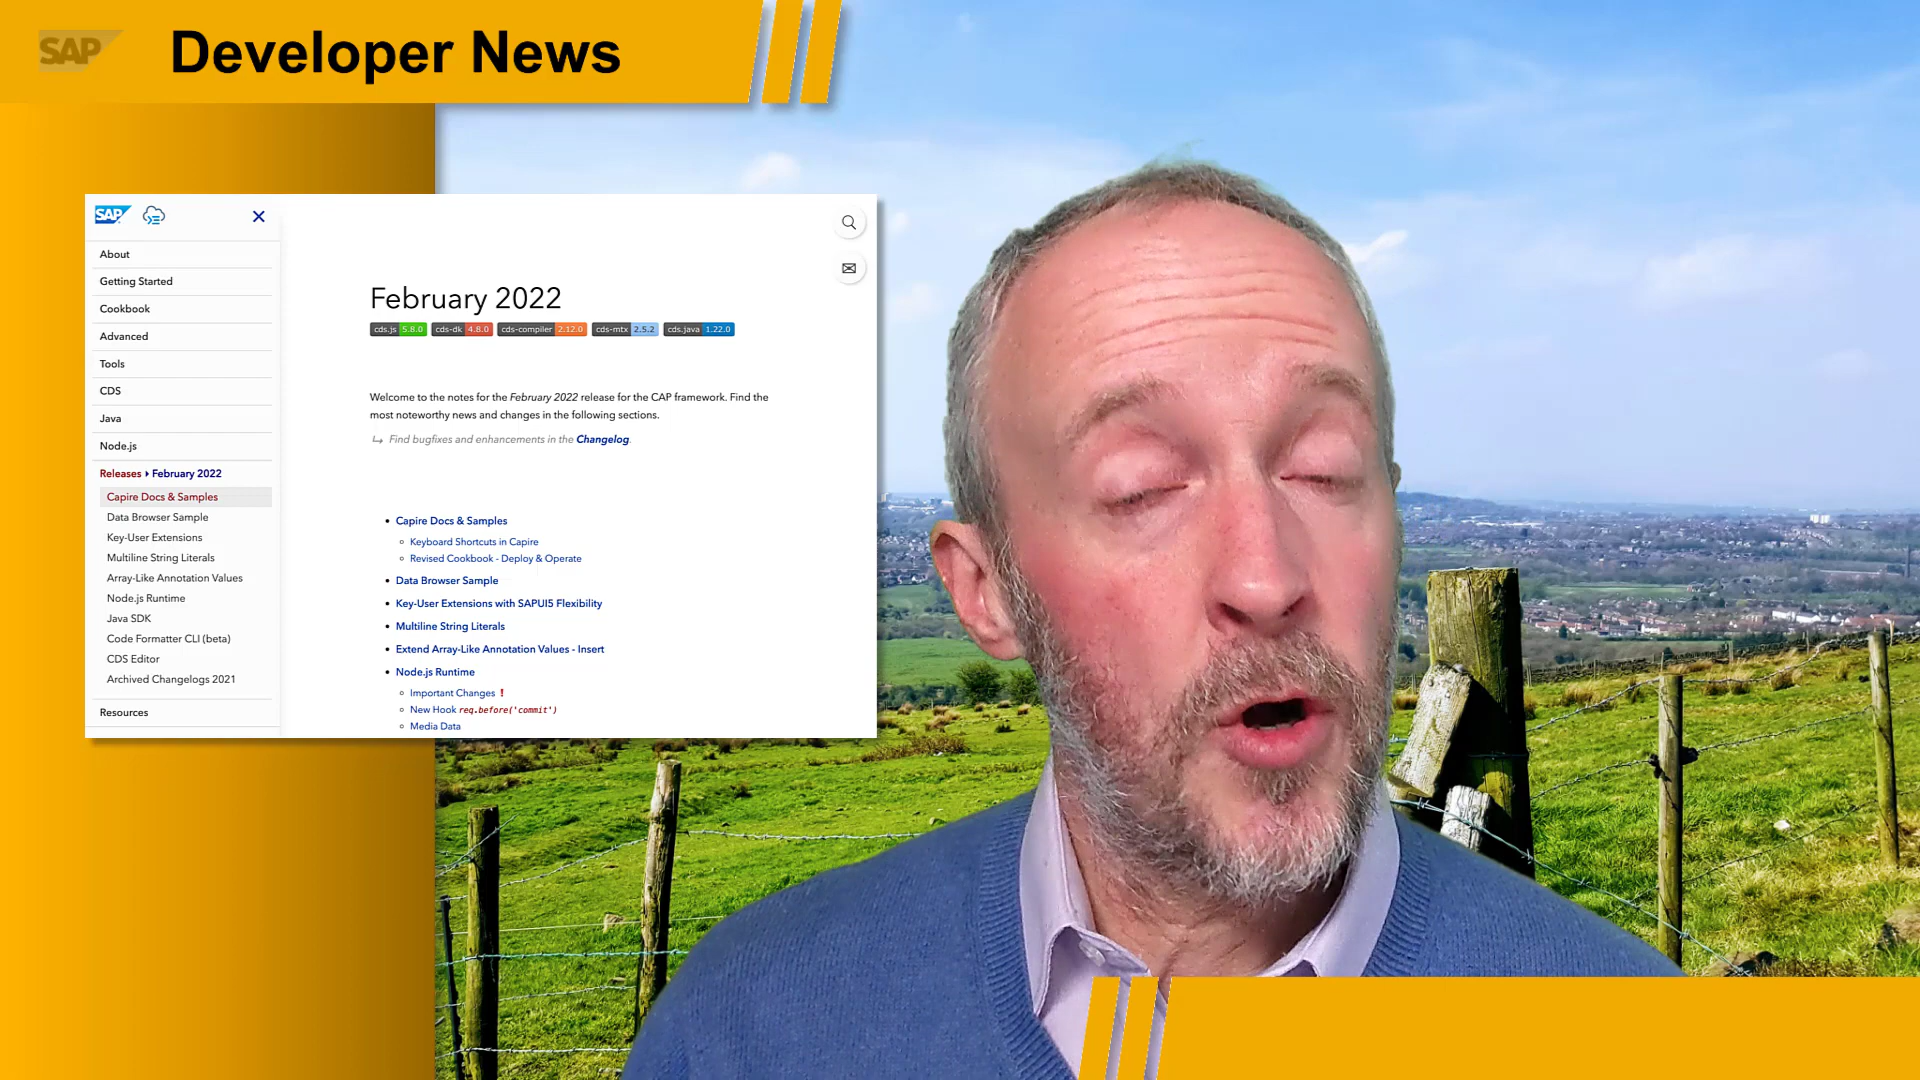 SAP Developer News
SAP
About
Getting Started
Cookbook
Advanced
Tools
CDS
Java
Node.js
Releases ▸ February 2022
Capire Docs & Samples
Data Browser Sample
Key-User Extensions
Multiline String Literals
Array-Like Annotation Values
Node.js Runtime
Java SDK
Code Formatter CLI (beta)
CDS Editor
Archived Changelogs 2021
Resources
February 2022
cds.js 5.8.0 cds-dk 4.8.0 cds-compiler 2.12.0 cds-mtx 2.5.2 cds.java 1.22.0
Welcome to the notes for the February 2022 release for the CAP framework. Find the
most noteworthy news and changes in the following sections.
↳ Find bugfixes and enhancements in the Changelog.
• Capire Docs & Samples
◦ Keyboard Shortcuts in Capire
◦ Revised Cookbook - Deploy & Operate
• Data Browser Sample
• Key-User Extensions with SAPUI5 Flexibility
• Multiline String Literals
• Extend Array-Like Annotation Values - Insert
• Node.js Runtime
◦ Important Changes ❗
◦ New Hook req.before('commit')
◦ Media Data